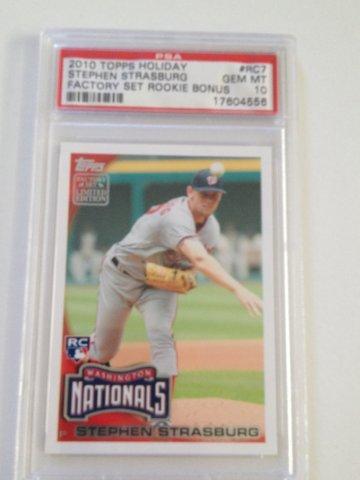 PSA
2010 TOPPS HOLIDAY #RC7
STEPHEN STRASBURG GEM MT
FACTORY SET ROOKIE BONUS 10
17604556
Topps
FACTORY
SET
LIMITED
EDITION
RC
WASHINGTON
NATIONALS
P STEPHEN STRASBURG